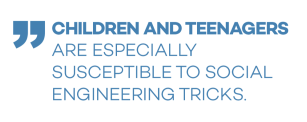 CHILDREN AND TEENAGERS
ARE ESPECIALLY
SUSCEPTIBLE TO SOCIAL
ENGINEERING TRICKS.